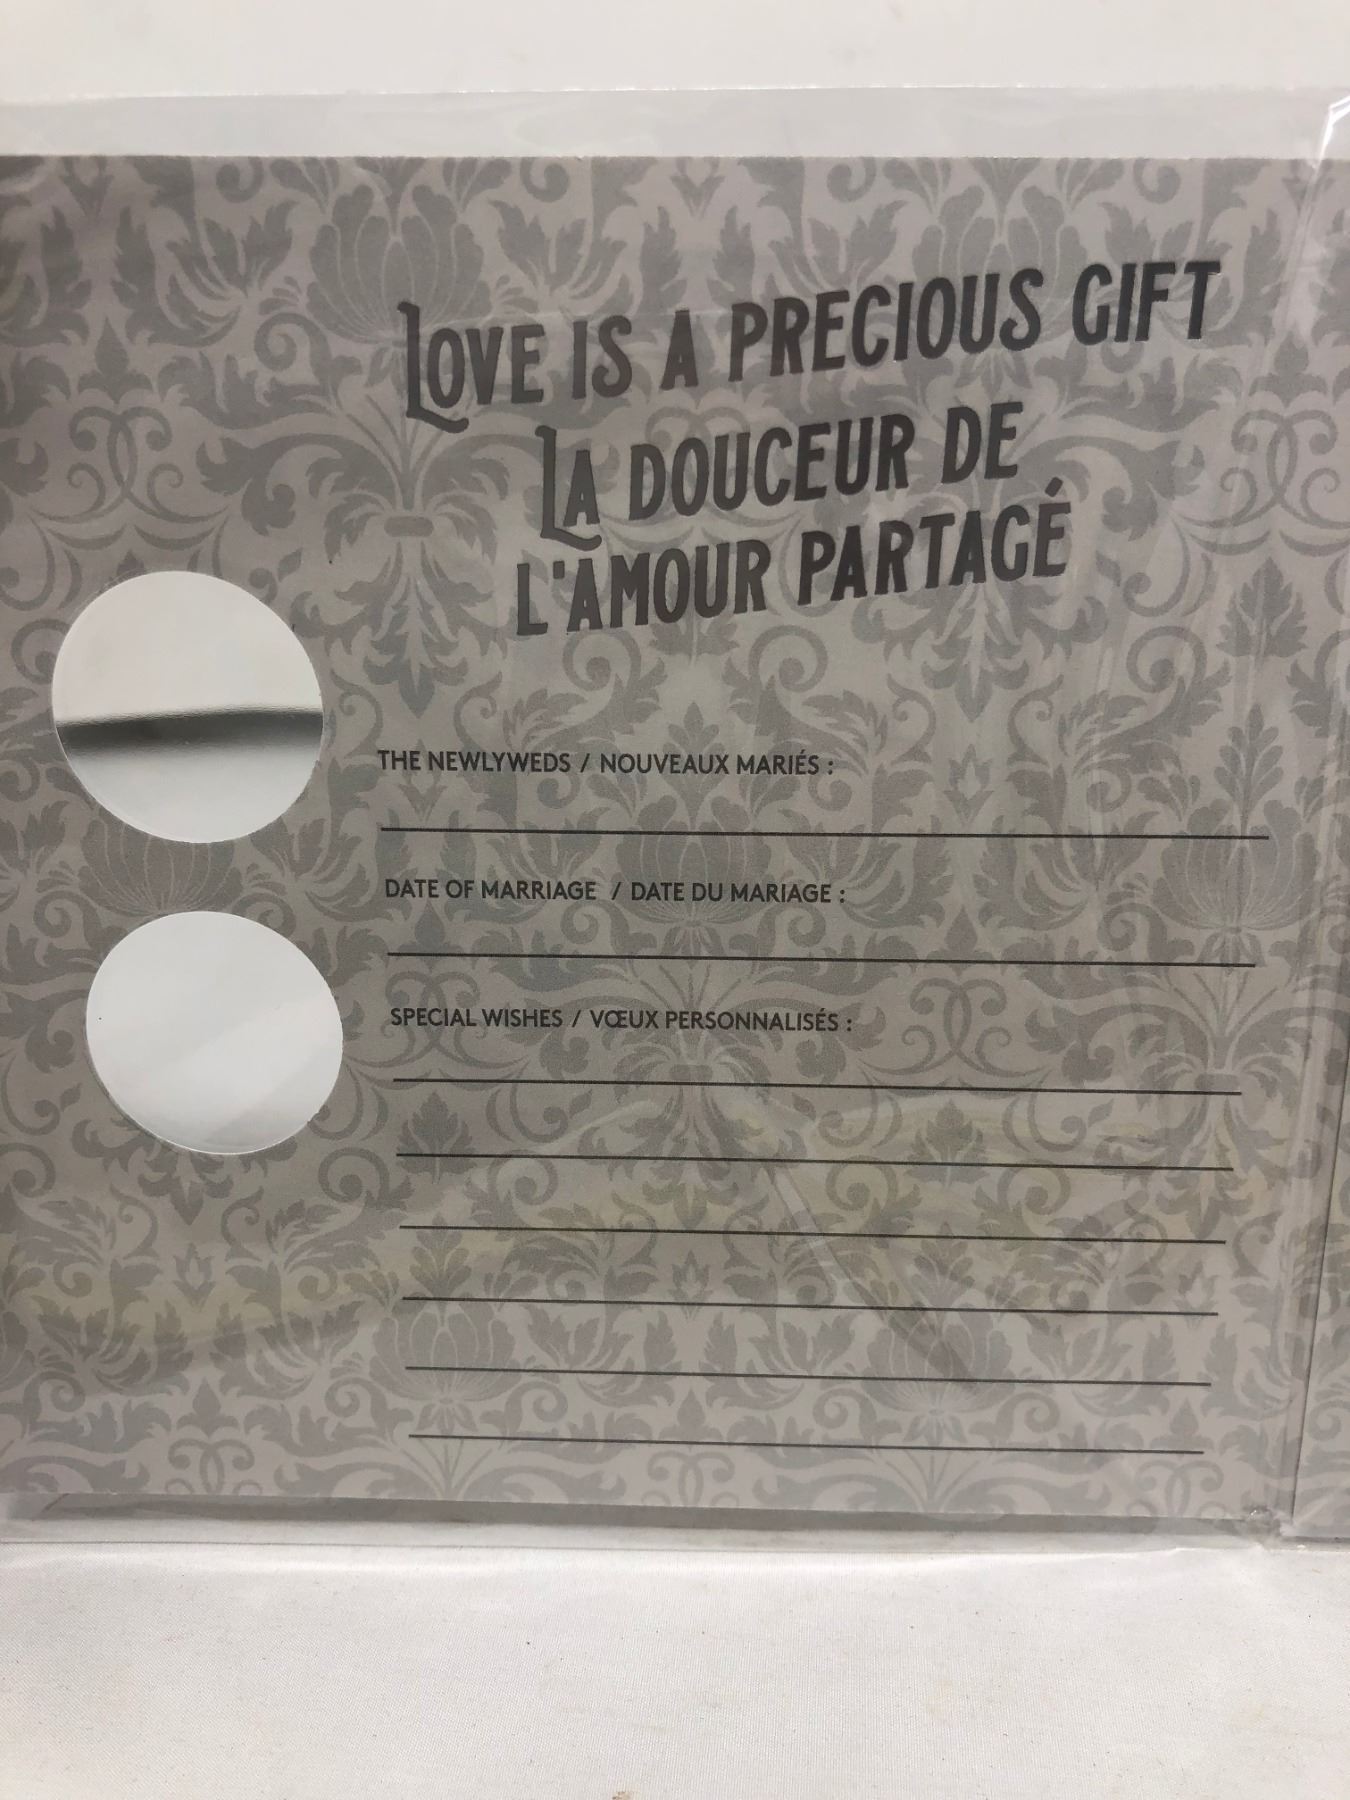 LOVE IS A PRECIOUS GIFT
LA DOUCEUR DE
L'AMOUR PARTAGÉ
THE NEWLYWEDS / NOUVEAUX MARIÉS :
DATE OF MARRIAGE / DATE DU MARIAGE :
SPECIAL WISHES / VŒUX PERSONNALISÉS :